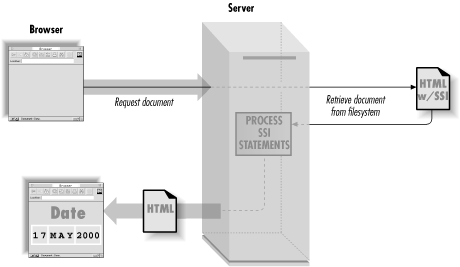 Server
Browser
Browser
Request document
Retrieve document
from filesystem
HTML
w/SSI
PROCESS
SSI
STATEMENTS
Browser
Date
17 MAY 2000
HTML